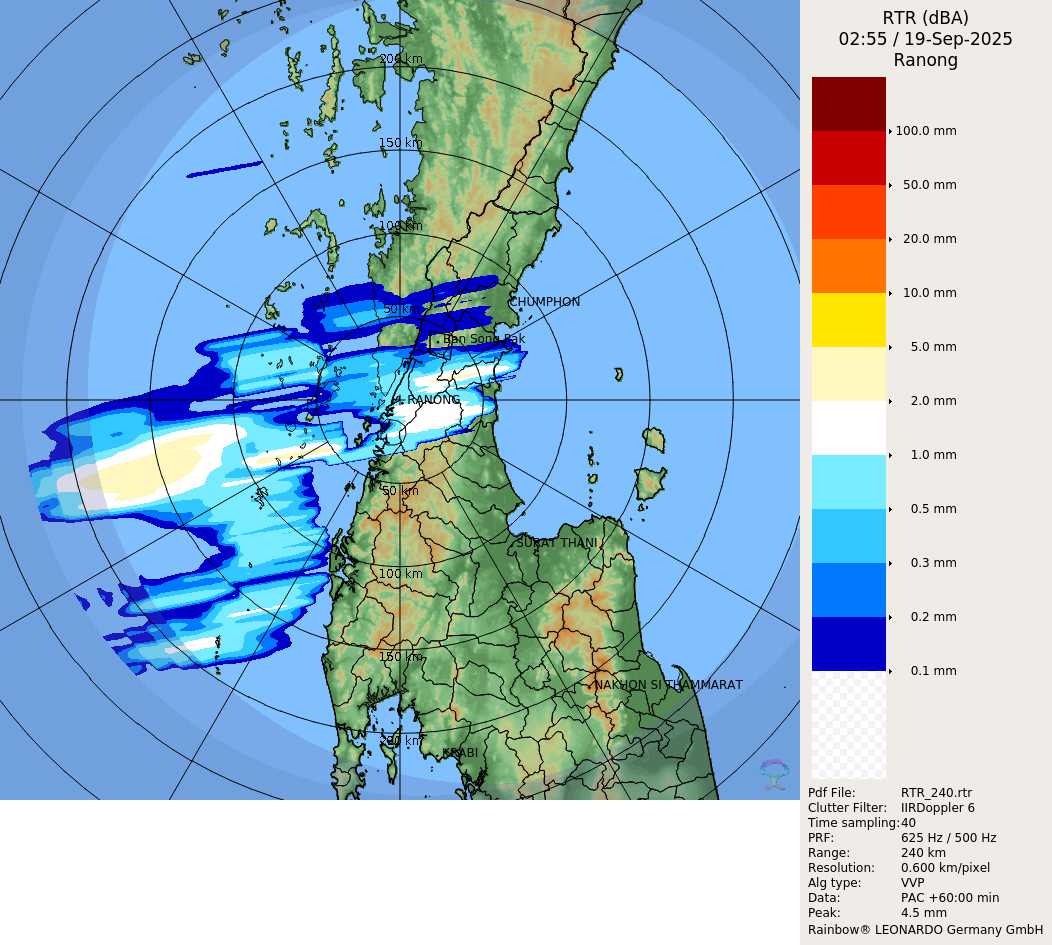 RTR (dBA)
02:55 / 19-Sep-2025
Ranong
200 km
150 km
100 km
50 km
CHUMPHON
Ban Song Rak
RANONG
50 km
SURAT THANI
100 km
150 km
NAKHON SI THAMMARAT
200 km
KRABI
100.0 mm
50.0 mm
20.0 mm
10.0 mm
5.0 mm
2.0 mm
1.0 mm
0.5 mm
0.3 mm
0.2 mm
0.1 mm
Pdf File: RTR_240.rtr
Clutter Filter: IIRDoppler 6
Time sampling:40
PRF: 625 Hz / 500 Hz
Range: 240 km
Resolution: 0.600 km/pixel
Alg type: VVP
Data: PAC +60:00 min
Peak: 4.5 mm
Rainbow® LEONARDO Germany GmbH